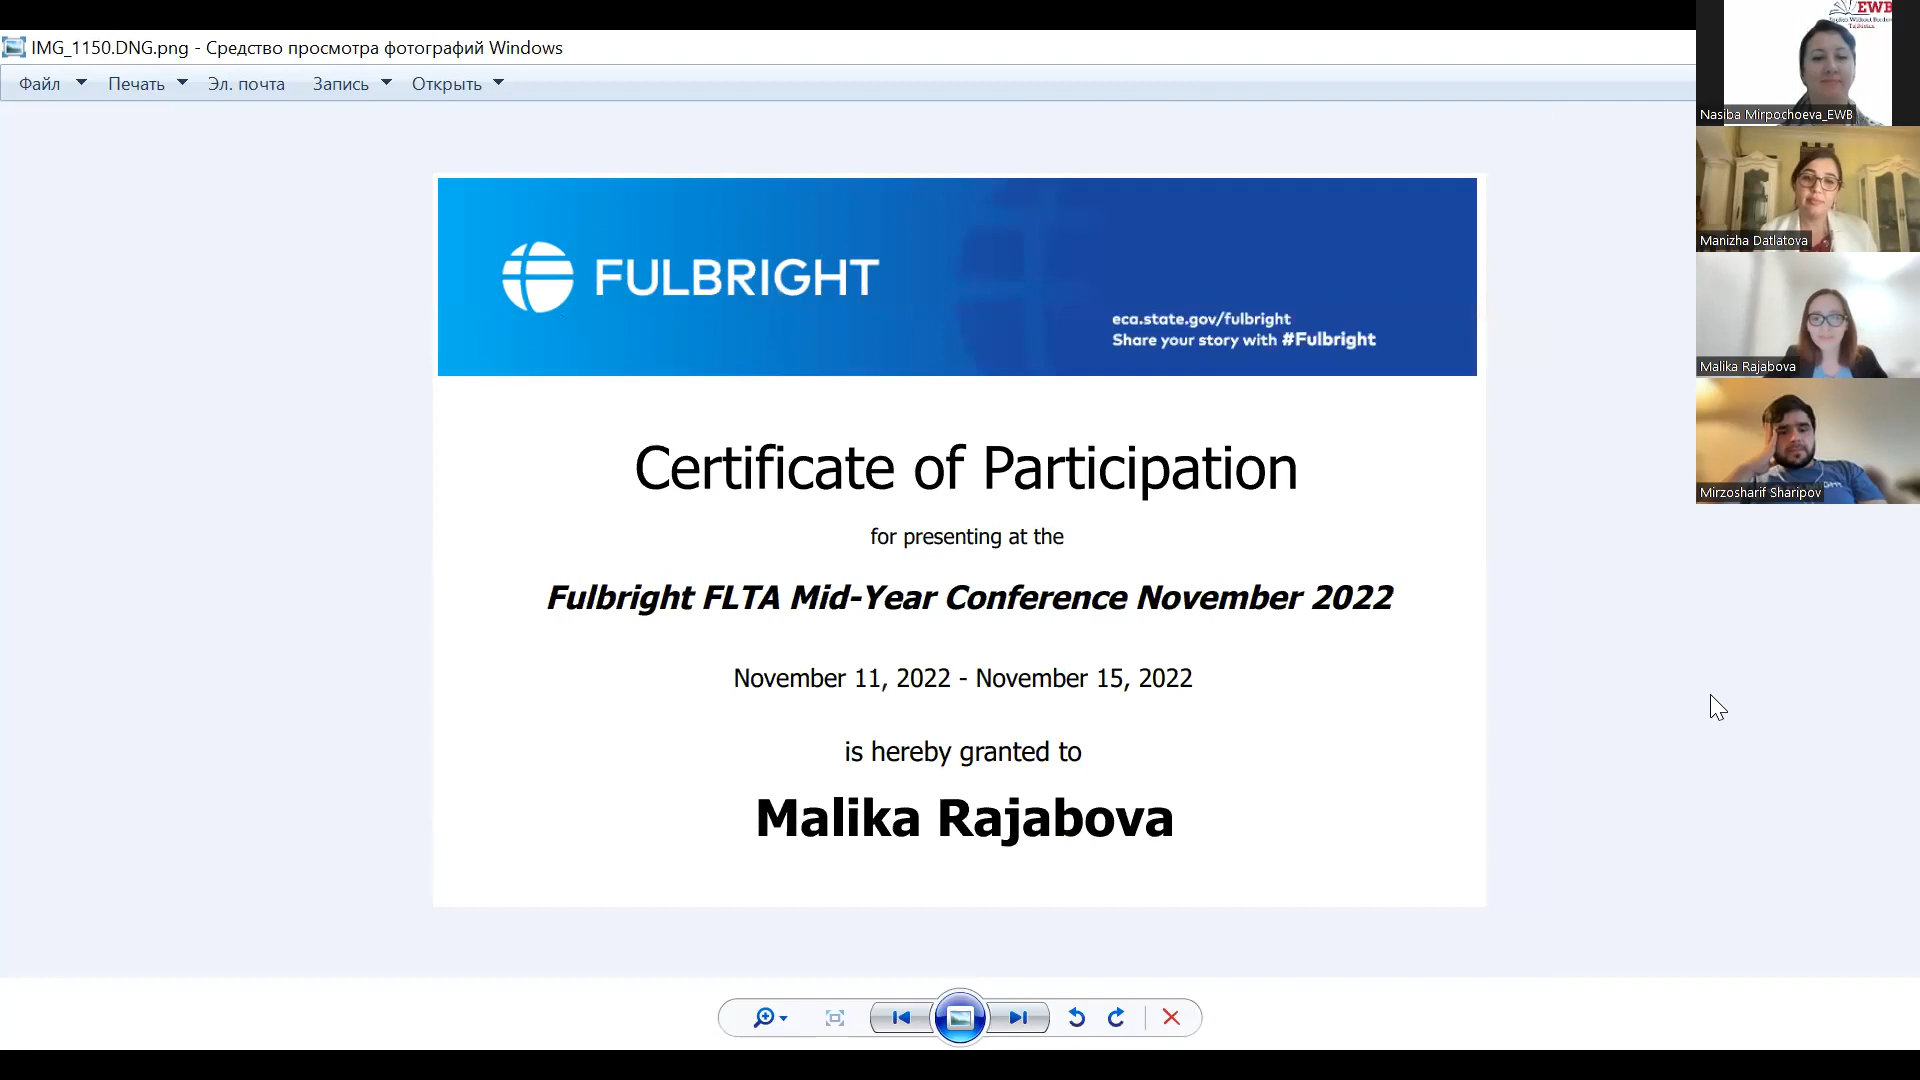 IMG_1150.DNG.png - Средство просмотра фотографий Windows
Файл Печать Эл. почта Запись Открыть
FULBRIGHT
eca.state.gov/fulbright
Share your story with #Fulbright
Certificate of Participation
for presenting at the
Fulbright FLTA Mid-Year Conference November 2022
November 11, 2022 - November 15, 2022
is hereby granted to
Malika Rajabova
EWB
Nasiba Mirpochoeva_EWB
Manizha Datlatova
Malika Rajabova
Mirzosharif Sharipov